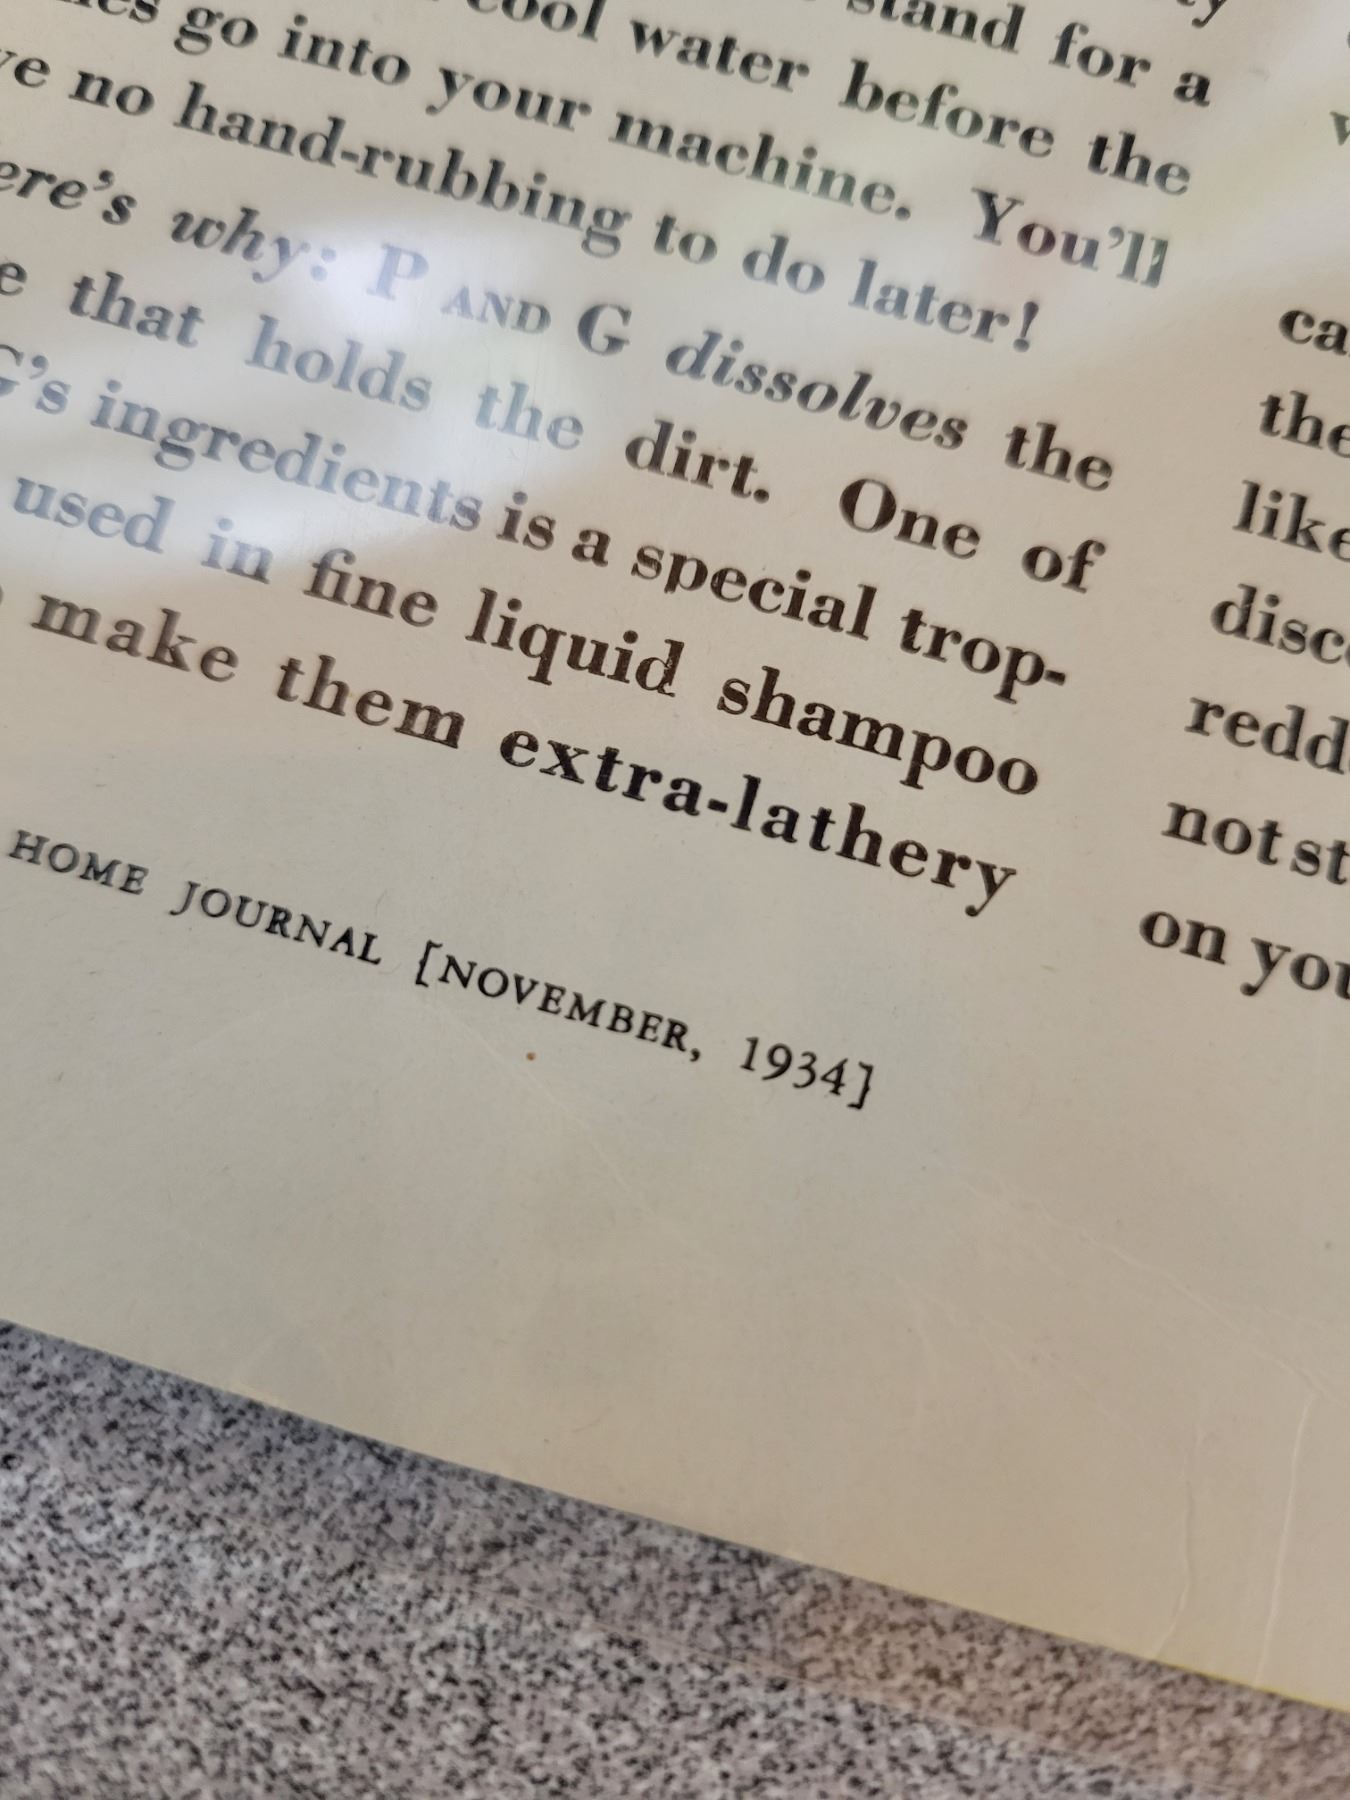 stand for a
cool water before the
go into your machine. You'll
no hand-rubbing to do later!
why: P AND G dissolves the
that holds the dirt. One of
G's ingredients is a special trop-
used in fine liquid shampoo
make them extra-lathery
HOME JOURNAL [NOVEMBER, 1934]
ca
the
like
disc
redd
not st
on you